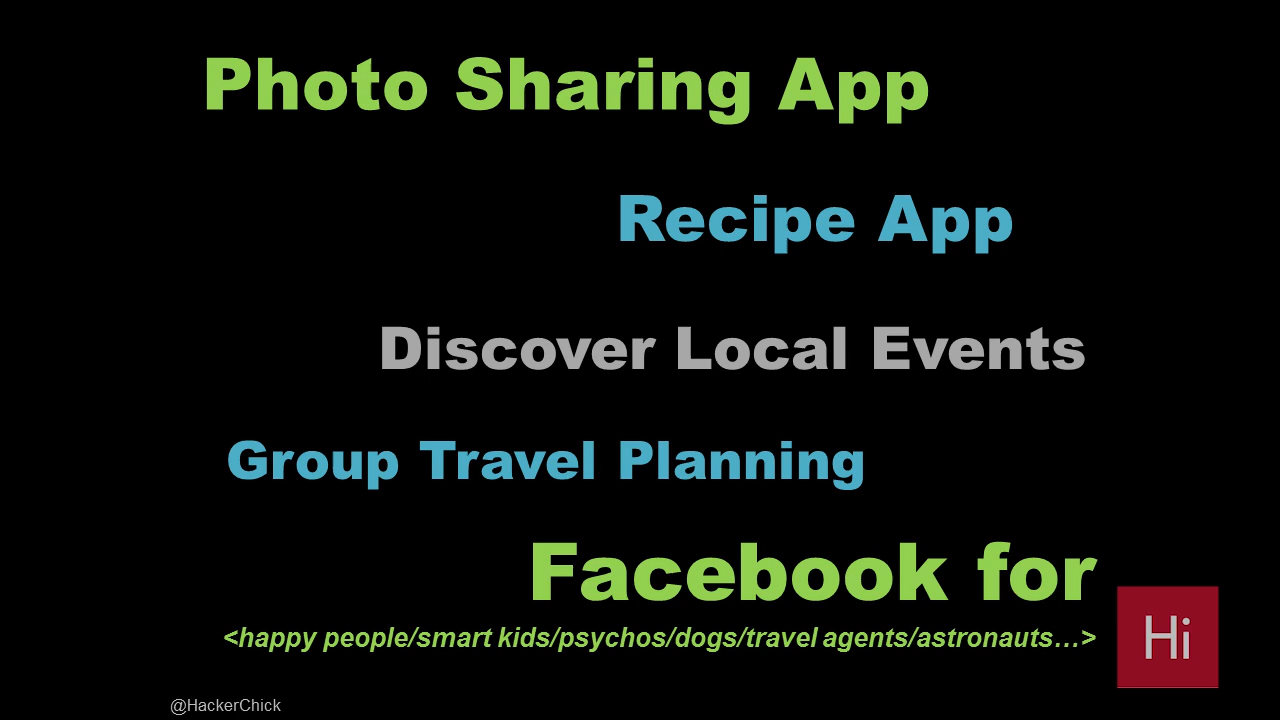 Photo Sharing App
Recipe App
Discover Local Events
Group Travel Planning
Facebook for
<happy people/smart kids/psychos/dogs/travel agents/astronauts…>
Hi
@HackerChick